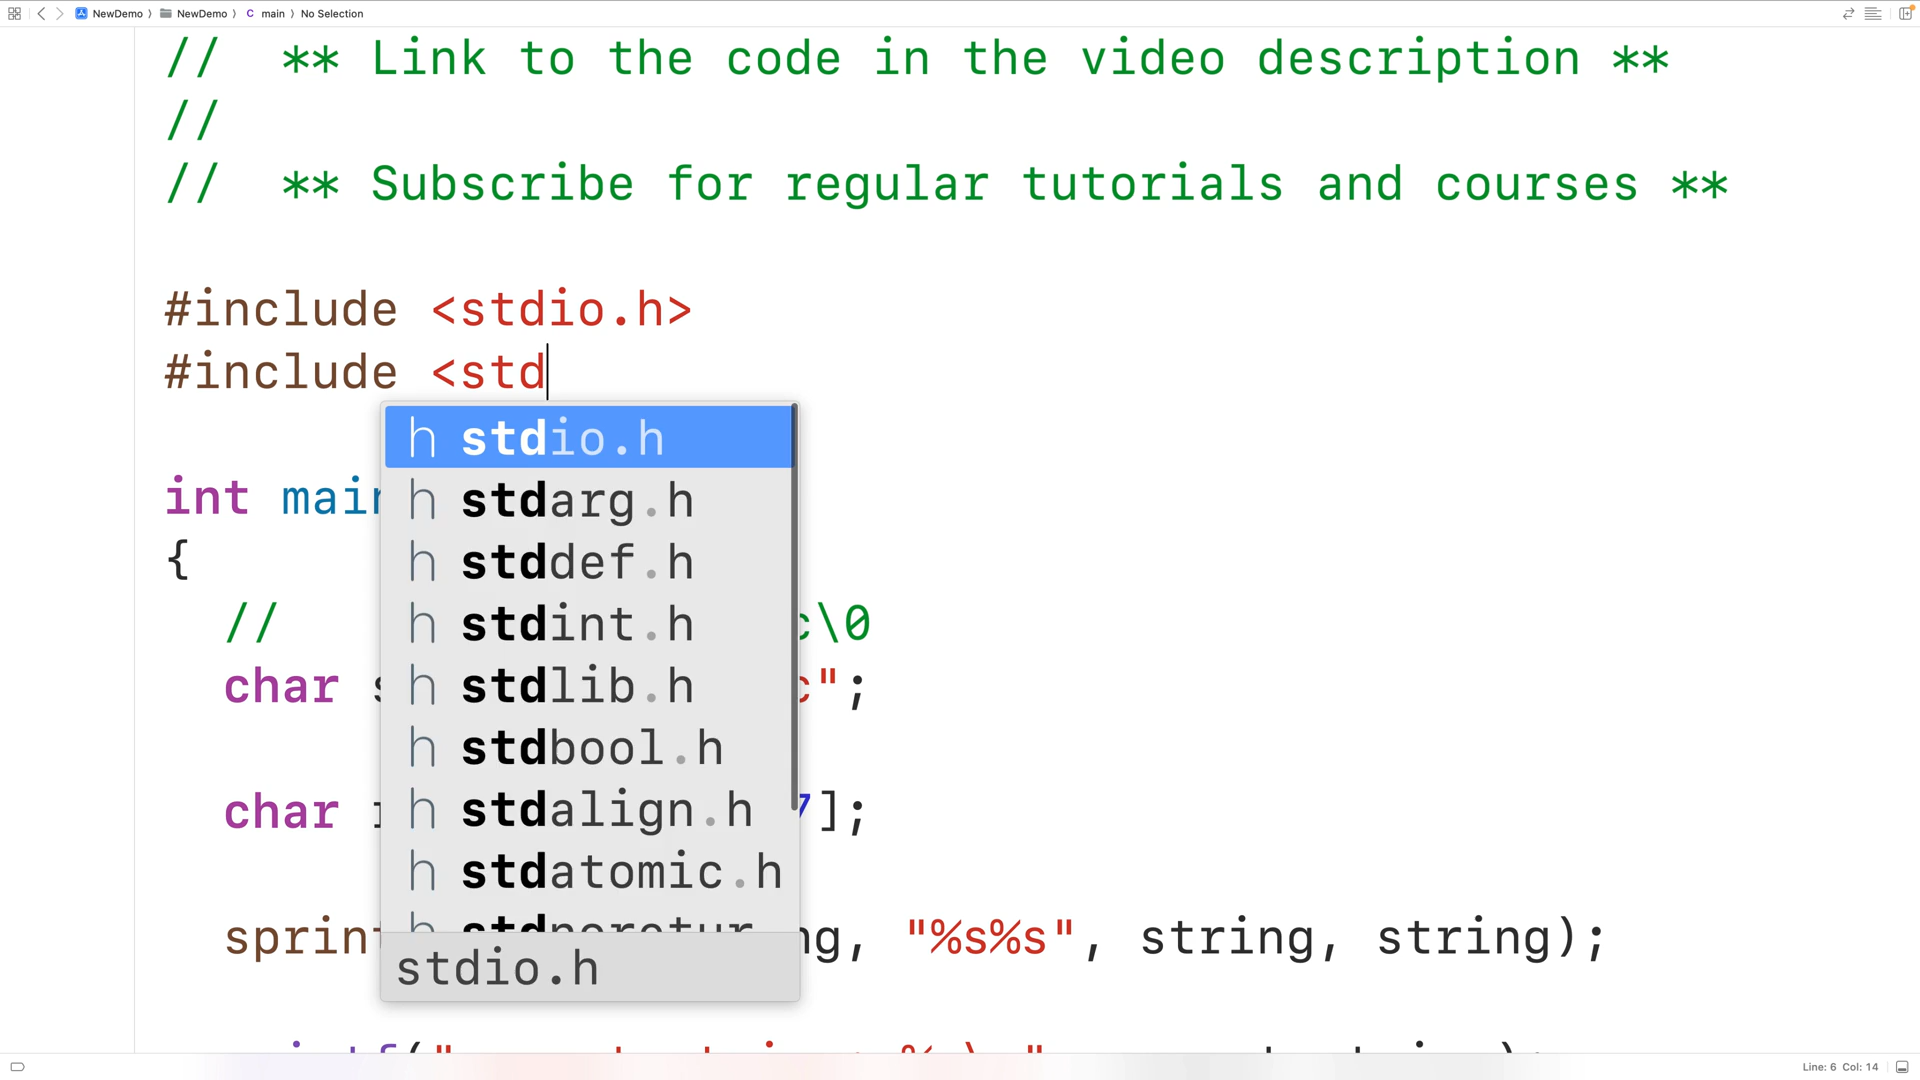 NewDemo ⟩ NewDemo ⟩ C main ⟩ No Selection
// ** Link to the code in the video description **
//
// ** Subscribe for regular tutorials and courses **
#include <stdio.h>
#include <std
h stdio.h
int main
h stdarg.h
{
h stddef.h
// h stdint.h c\0
char s h stdlib.h c";
h stdbool.h
char h stdalign.h 7];
h stdatomic.h
sprint ng, "%s%s", string, string);
stdio.h
Line: 6 Col: 14